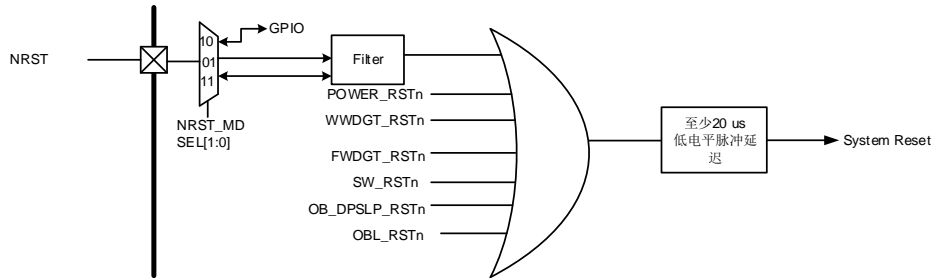 GPIO
10
NRST
01
Filter
11
POWER_RSTn
NRST_MD
SEL[1:0]
WWDGT_RSTn
FWDGT_RSTn
SW_RSTn
OB_DPSLP_RSTn
OBL_RSTn
至少20 us
低电平脉冲延
迟
System Reset